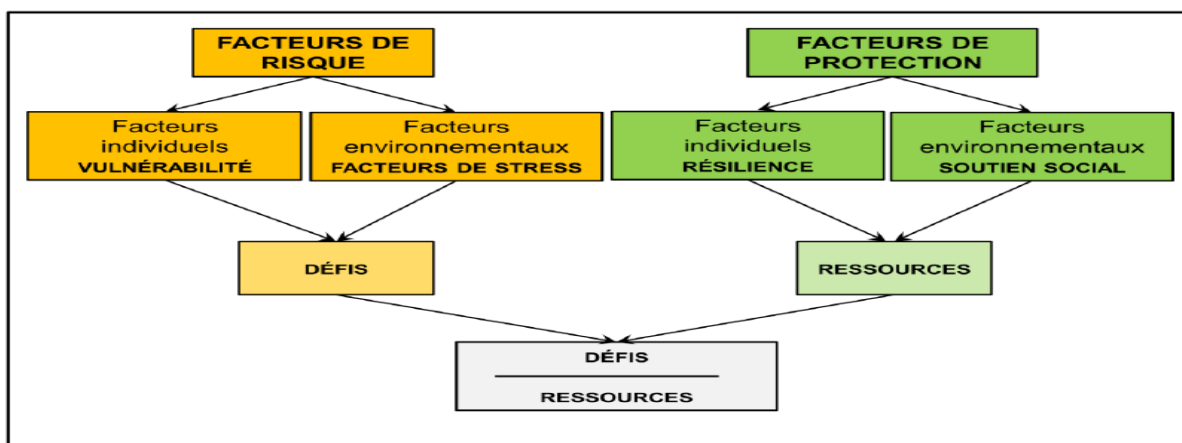 FACTEURS DE
RISQUE
FACTEURS DE
PROTECTION
Facteurs
individuels
VULNÉRABILITÉ
Facteurs
environnementaux
FACTEURS DE STRESS
Facteurs
individuels
RÉSILIENCE
Facteurs
environnementaux
SOUTIEN SOCIAL
DÉFIS
RESSOURCES
DÉFIS
RESSOURCES